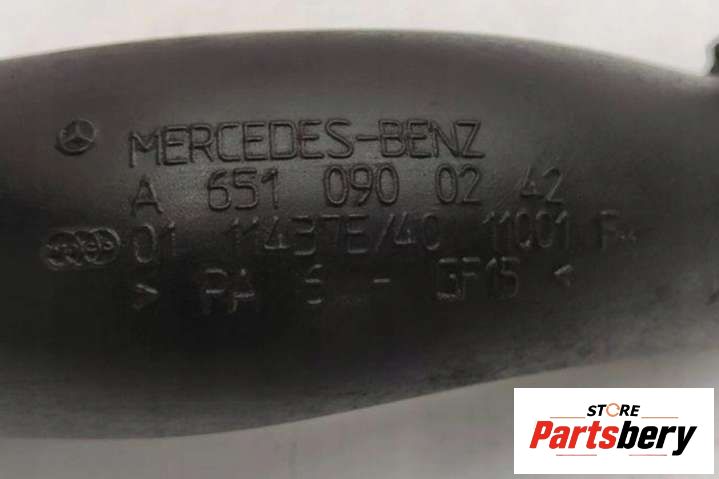 MERCEDES-BENZ
A 651 090 02 42
01 11437E/40 11001
> PA 6 - GF15 <
STORE
Partsbery